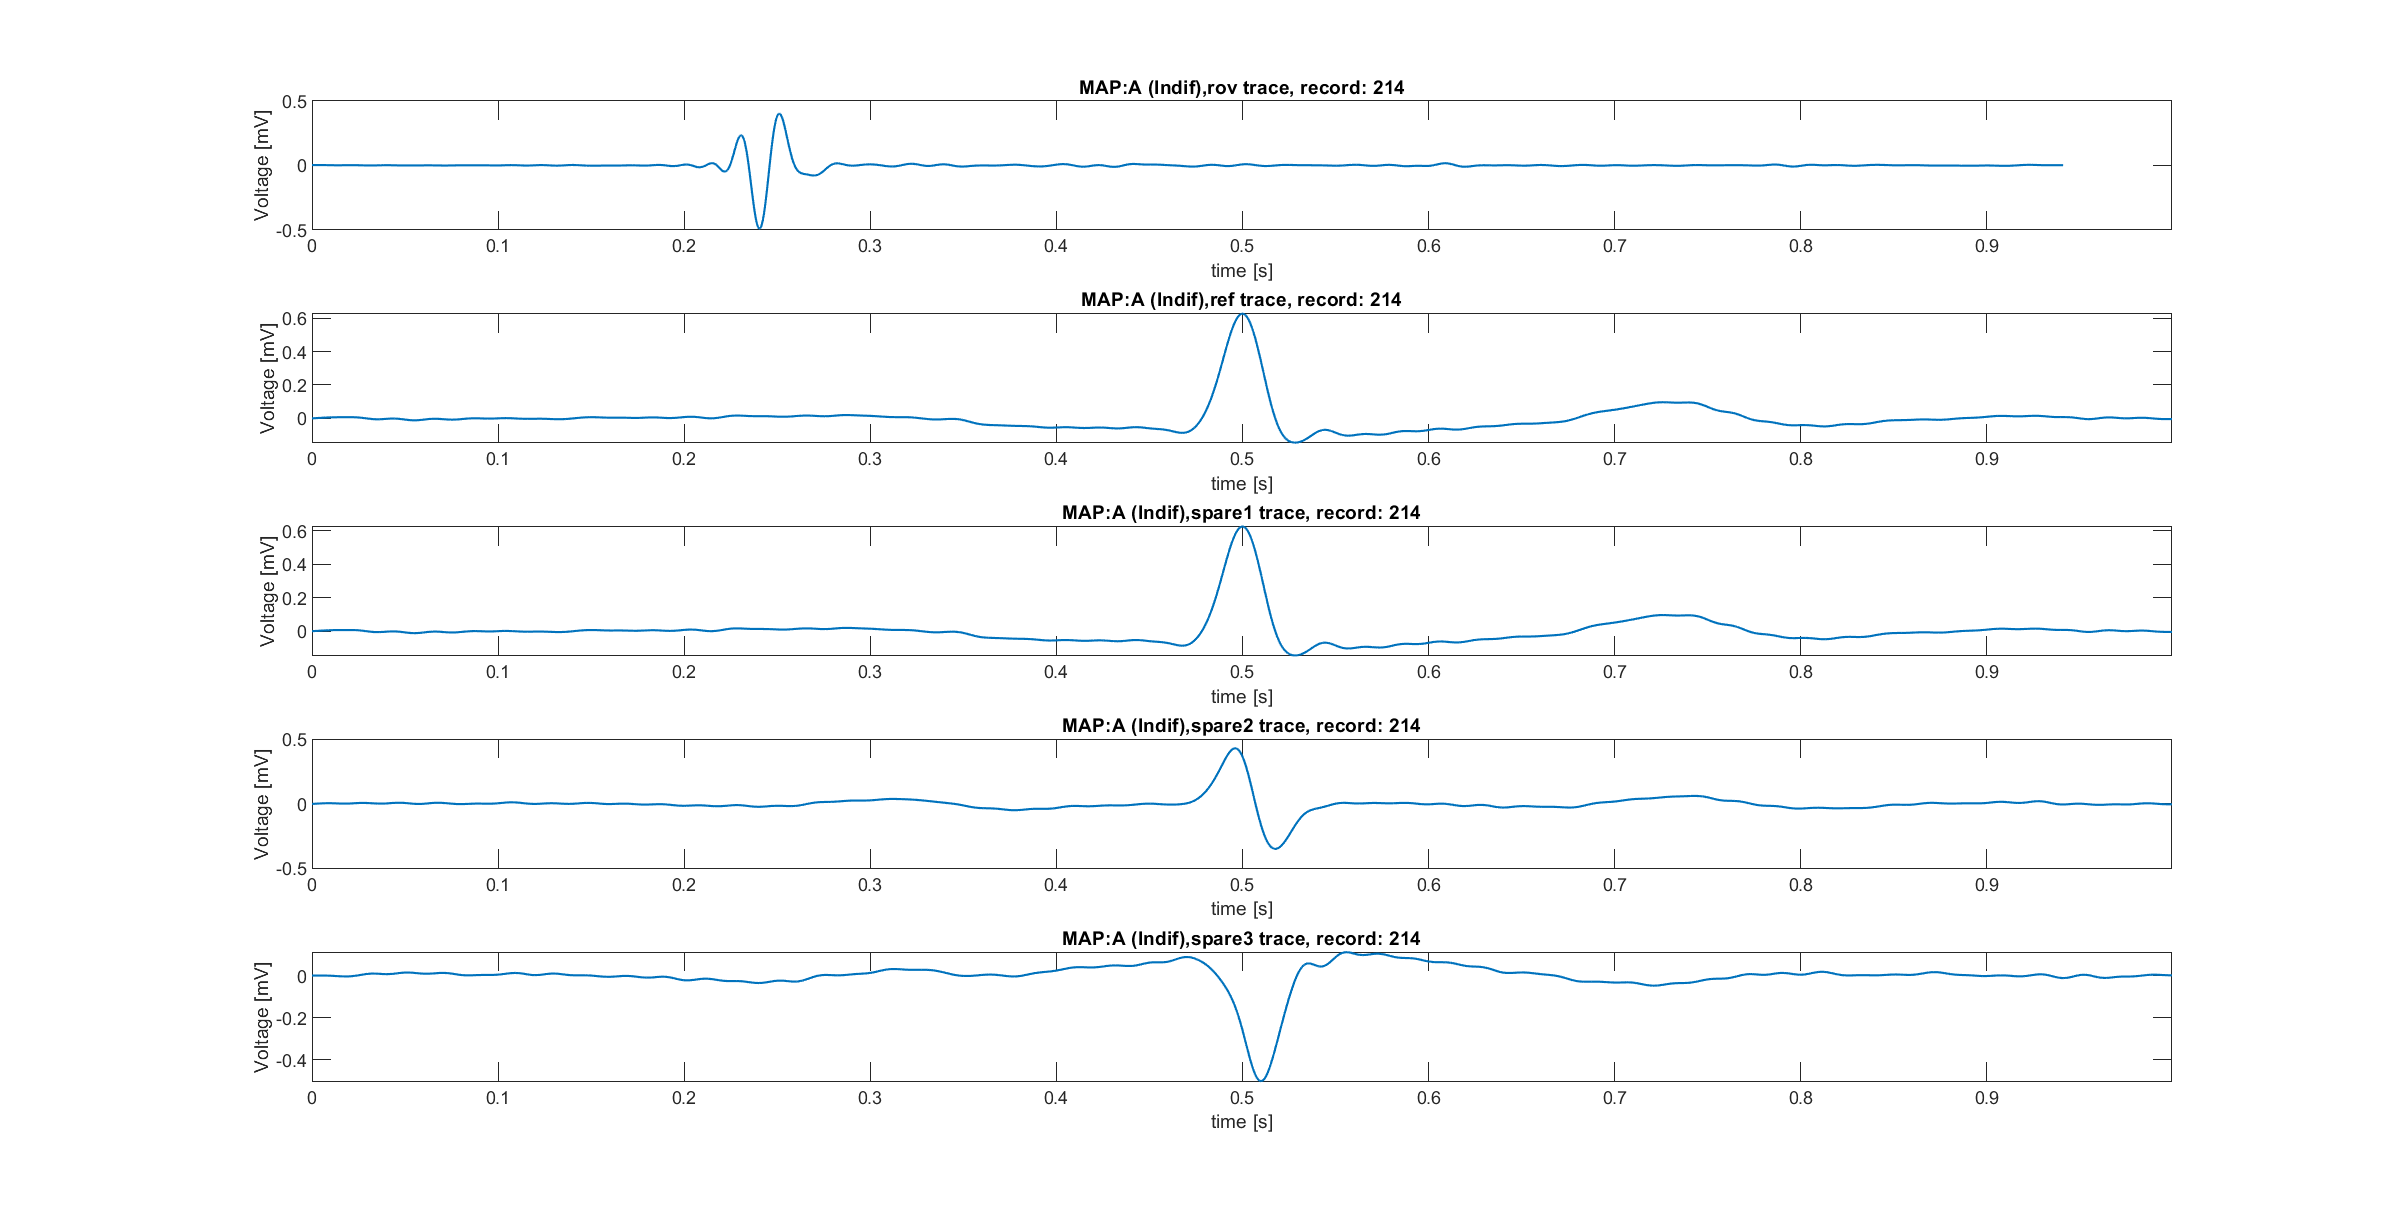 MAP:A (Indif),rov trace, record: 214
Voltage [mV]
0.5
0
-0.5
0 0.1 0.2 0.3 0.4 0.5 0.6 0.7 0.8 0.9
time [s]
MAP:A (Indif),ref trace, record: 214
Voltage [mV]
0.6
0.4
0.2
0
0 0.1 0.2 0.3 0.4 0.5 0.6 0.7 0.8 0.9
time [s]
MAP:A (Indif),spare1 trace, record: 214
Voltage [mV]
0.6
0.4
0.2
0
0 0.1 0.2 0.3 0.4 0.5 0.6 0.7 0.8 0.9
time [s]
MAP:A (Indif),spare2 trace, record: 214
Voltage [mV]
0.5
0
-0.5
0 0.1 0.2 0.3 0.4 0.5 0.6 0.7 0.8 0.9
time [s]
MAP:A (Indif),spare3 trace, record: 214
Voltage [mV]
0
-0.2
-0.4
0 0.1 0.2 0.3 0.4 0.5 0.6 0.7 0.8 0.9
time [s]